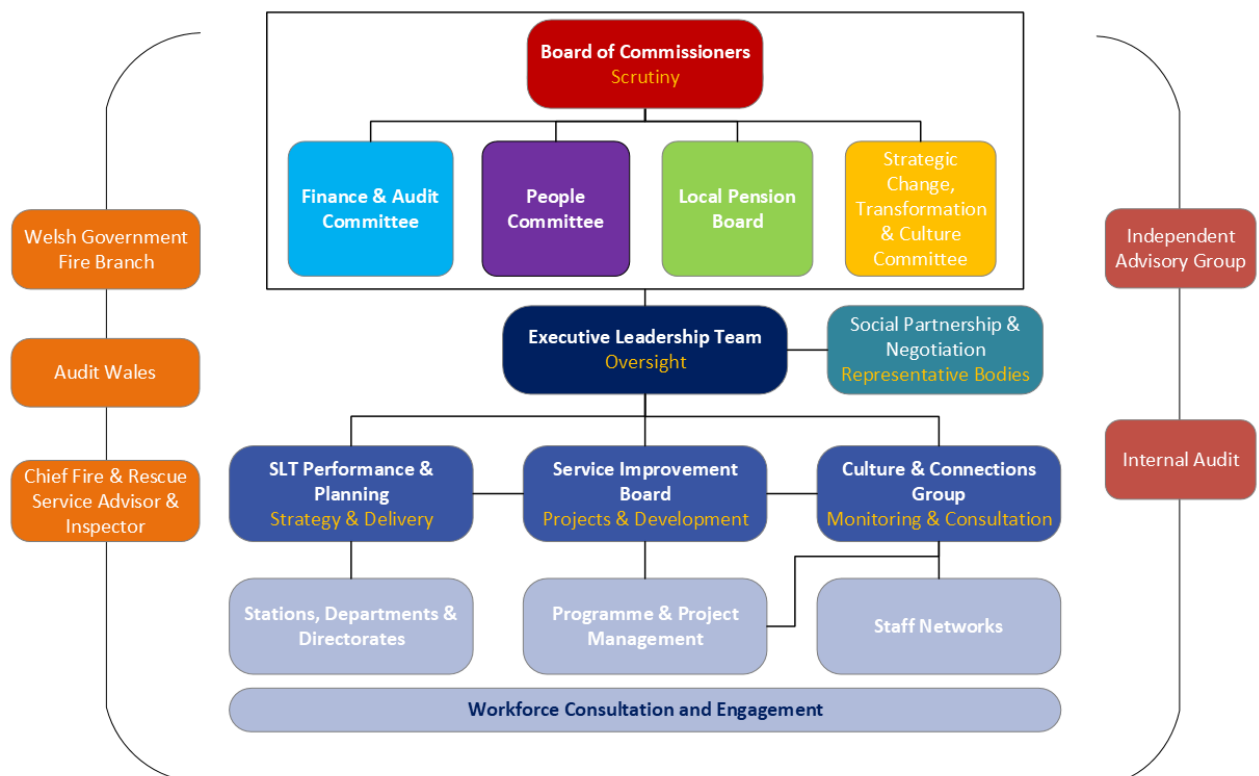 Board of Commissioners
Scrutiny
Finance & Audit
Committee
People
Committee
Local Pension
Board
Strategic
Change,
Transformation
& Culture
Committee
Welsh Government
Fire Branch
Audit Wales
Chief Fire & Rescue
Service Advisor &
Inspector
Independent
Advisory Group
Internal Audit
Executive Leadership Team
Oversight
Social Partnership &
Negotiation
Representative Bodies
SLT Performance &
Planning
Strategy & Delivery
Service Improvement
Board
Projects & Development
Culture & Connections
Group
Monitoring & Consultation
Stations, Departments &
Directorates
Programme & Project
Management
Staff Networks
Workforce Consultation and Engagement